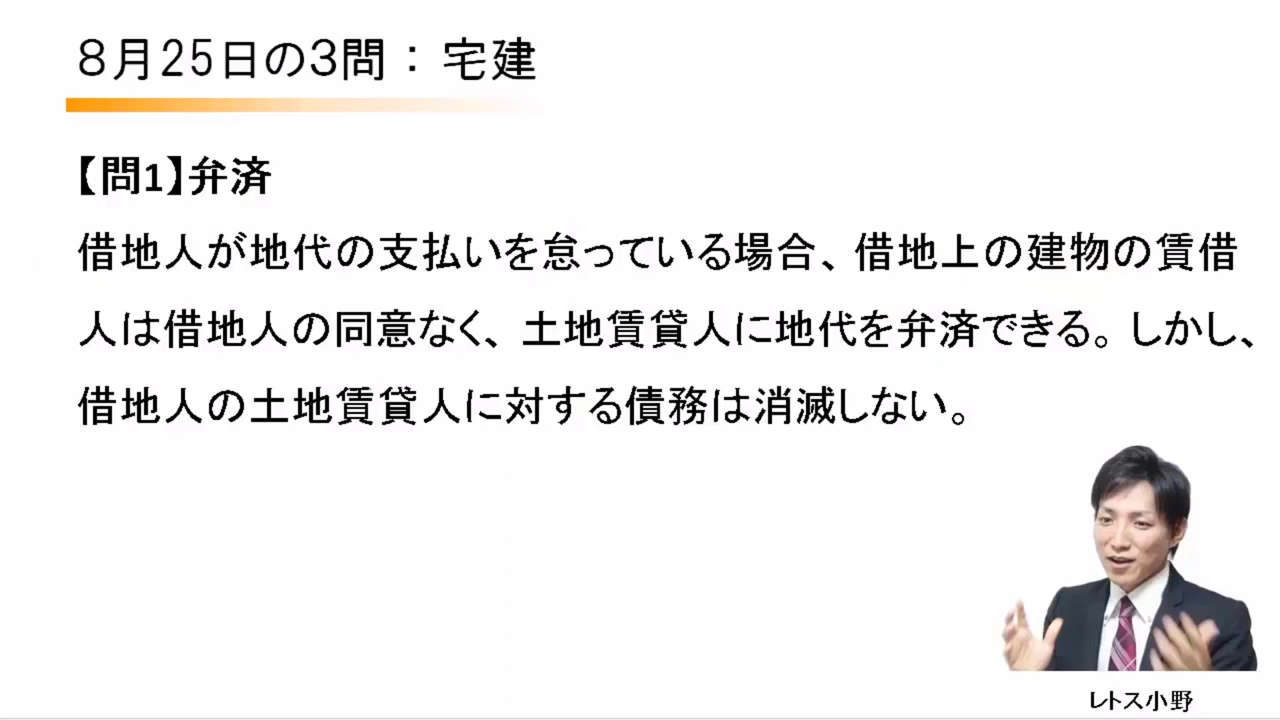 8月25日の3問：宅建
【問1】弁済
借地人が地代の支払いを怠っている場合、借地上の建物の賃借
人は借地人の同意なく、土地賃貸人に地代を弁済できる。しかし、
借地人の土地賃貸人に対する債務は消滅しない。
レトス小野